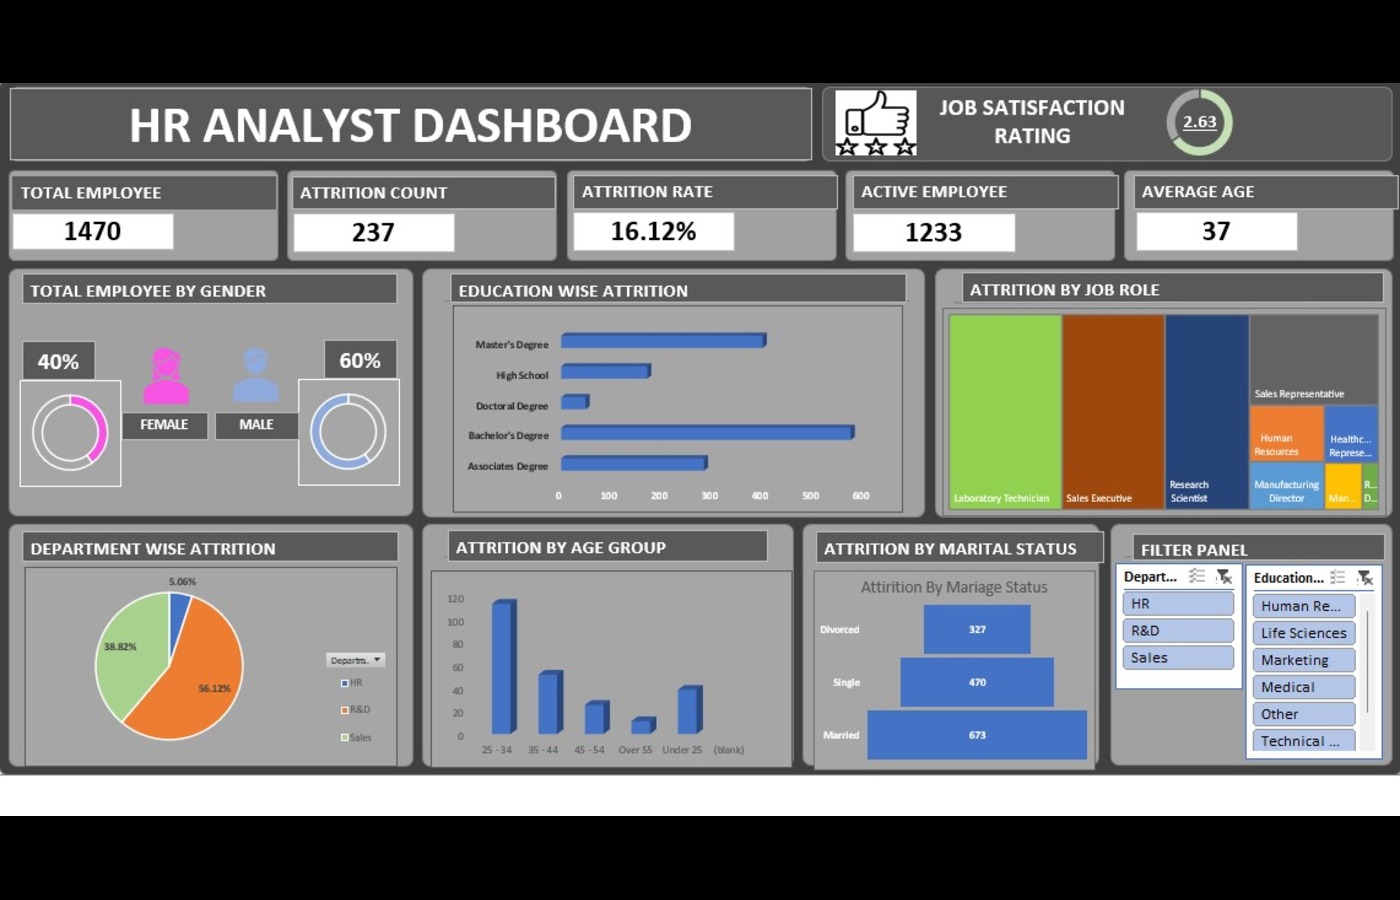 HR ANALYST DASHBOARD
JOB SATISFACTION
RATING
2.63
TOTAL EMPLOYEE
1470
ATTRITION COUNT
237
ATTRITION RATE
16.12%
ACTIVE EMPLOYEE
1233
AVERAGE AGE
37
TOTAL EMPLOYEE BY GENDER
40%
60%
FEMALE
MALE
EDUCATION WISE ATTRITION
Master's Degree
High School
Doctoral Degree
Bachelor's Degree
Associates Degree
0 100 200 300 400 500 600
ATTRITION BY JOB ROLE
Laboratory Technician
Sales Executive
Research
Scientist
Sales Representative
Human
Resources
Healthc...
Represe...
Manufacturing
Director
Man...
R...
D...
DEPARTMENT WISE ATTRITION
5.06%
38.82%
56.12%
Departm..
HR
R&D
Sales
ATTRITION BY AGE GROUP
120
100
80
60
40
20
0
25 - 34 35 - 44 45 - 54 Over 55 Under 25 (blank)
ATTRITION BY MARITAL STATUS
Attirition By Mariage Status
Divorced 327
Single 470
Married 673
FILTER PANEL
Depart...
HR
R&D
Sales
Education...
Human Re...
Life Sciences
Marketing
Medical
Other
Technical ...